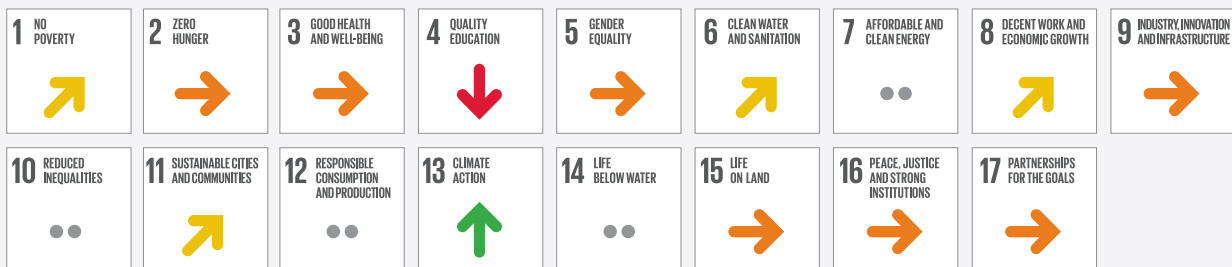 1 NO
POVERTY
2 ZERO
HUNGER
3 GOOD HEALTH
AND WELL-BEING
4 QUALITY
EDUCATION
5 GENDER
EQUALITY
6 CLEAN WATER
AND SANITATION
7 AFFORDABLE AND
CLEAN ENERGY
8 DECENT WORK AND
ECONOMIC GROWTH
9 INDUSTRY, INNOVATION
AND INFRASTRUCTURE
10 REDUCED
INEQUALITIES
11 SUSTAINABLE CITIES
AND COMMUNITIES
12 RESPONSIBLE
CONSUMPTION
AND PRODUCTION
13 CLIMATE
ACTION
14 LIFE
BELOW WATER
15 LIFE
ON LAND
16 PEACE, JUSTICE
AND STRONG
INSTITUTIONS
17 PARTNERSHIPS
FOR THE GOALS